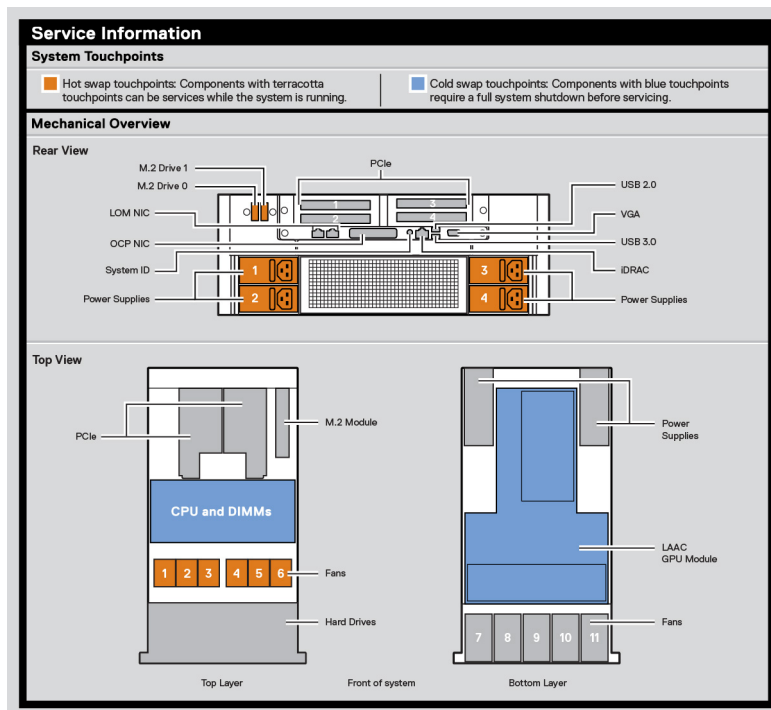 Service Information
System Touchpoints
Hot swap touchpoints: Components with terracotta
touchpoints can be services while the system is running.
Cold swap touchpoints: Components with blue touchpoints
require a full system shutdown before servicing.
Mechanical Overview
Rear View
M.2 Drive 1
M.2 Drive 0
LOM NIC
OCP NIC
System ID
Power Supplies
PCIe
1
2
3
4
1
2
3
4
USB 2.0
VGA
USB 3.0
iDRAC
Power Supplies
Top View
PCIe
M.2 Module
CPU and DIMMs
1 2 3 4 5 6
Fans
Hard Drives
Power
Supplies
LAAC
GPU Module
7 8 9 10 11
Fans
Top Layer
Front of system
Bottom Layer